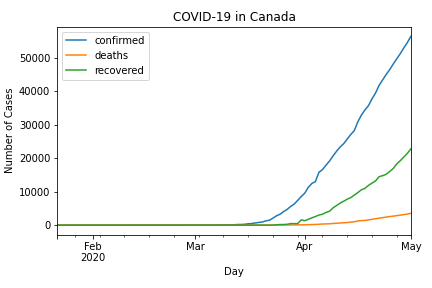 COVID-19 in Canada
confirmed
deaths
recovered
Number of Cases
50000
40000
30000
20000
10000
0
Feb
2020
Mar
Apr
May
Day